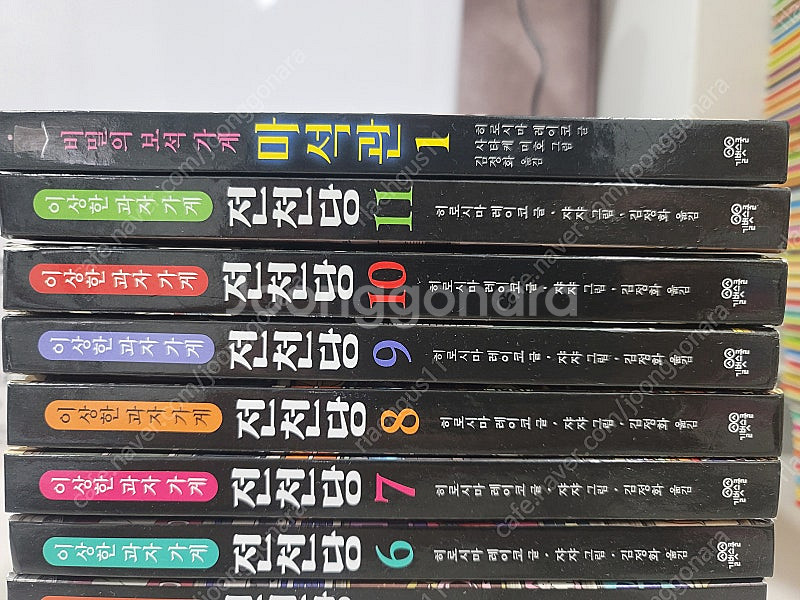 비밀의 보석 가게 마석관 1 히로시마 레이코 글
사타케 미호 그림
김정화 옮김 길벗스쿨
이상한 과자 가게 전천당 11 히로시마 레이코 글 · 쟈쟈 그림 · 김정화 옮김 길벗스쿨
이상한 과자 가게 전천당 10 히로시마 레이코 글 · 쟈쟈 그림 · 김정화 옮김 길벗스쿨
이상한 과자 가게 전천당 9 히로시마 레이코 글 · 쟈쟈 그림 · 김정화 옮김 길벗스쿨
이상한 과자 가게 전천당 8 히로시마 레이코 글 · 쟈쟈 그림 · 김정화 옮김 길벗스쿨
이상한 과자 가게 전천당 7 히로시마 레이코 글 · 쟈쟈 그림 · 김정화 옮김 길벗스쿨
이상한 과자 가게 전천당 6 히로시마 레이코 글 · 쟈쟈 그림 · 김정화 옮김 길벗스쿨
Joonggonara
cafe.naver.com/joonggonara